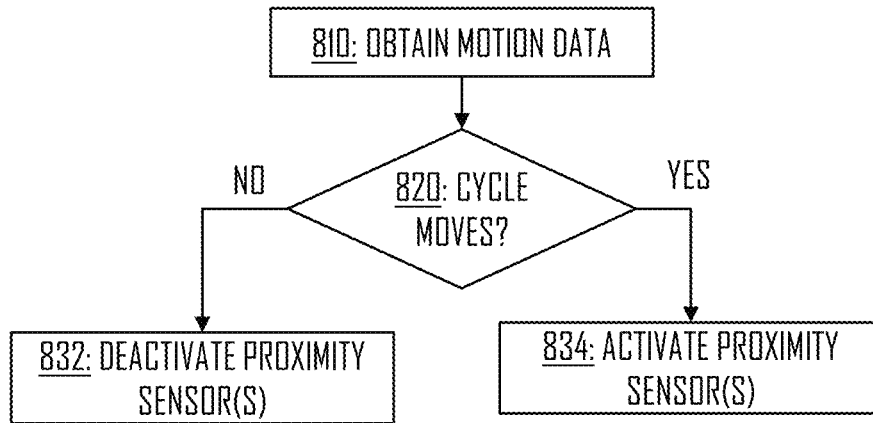 810: OBTAIN MOTION DATA
NO
YES
820: CYCLE
MOVES?
832: DEACTIVATE PROXIMITY
SENSOR(S)
834: ACTIVATE PROXIMITY
SENSOR(S)